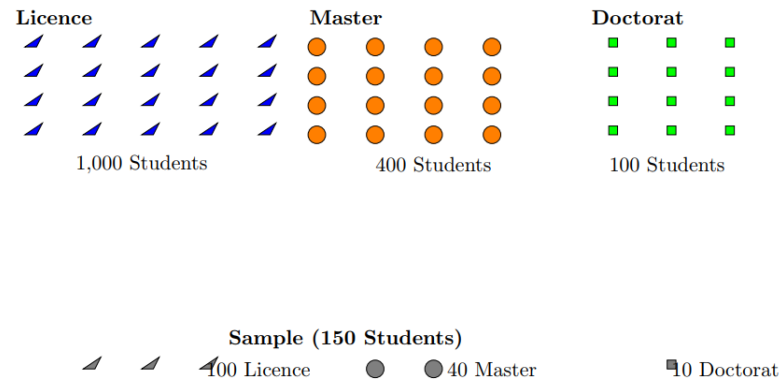 Licence Master Doctorat
1,000 Students 400 Students 100 Students
Sample (150 Students)
100 Licence 40 Master 10 Doctorat